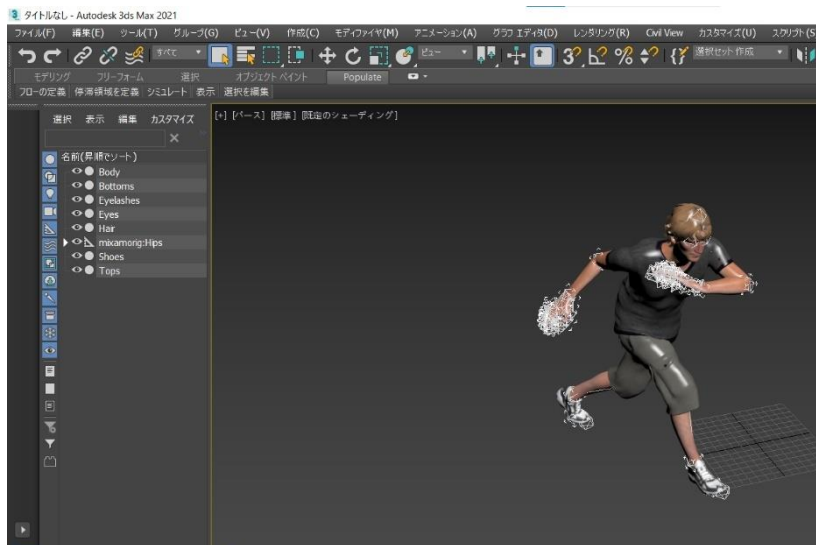 3 タイトルなし - Autodesk 3ds Max 2021
ファイル(F) 編集(E) ツール(T) グループ(G) ビュー(V) 作成(C) モディファイヤ(M) アニメーション(A) グラフ エディタ(D) レンダリング(R) Civil View カスタマイズ(U) スクリプト(S
すべて ビュー 選択セット作成
モデリング フリーフォーム 選択 オブジェクト ペイント Populate
フローの定義 停滞領域を定義 シミュレート 表示 選択を編集
選択 表示 編集 カスタマイズ
[+] [パース] [標準] [既定のシェーディング]
名前(昇順でソート)
Body
Bottoms
Eyelashes
Eyes
Hair
mixamorig:Hips
Shoes
Tops